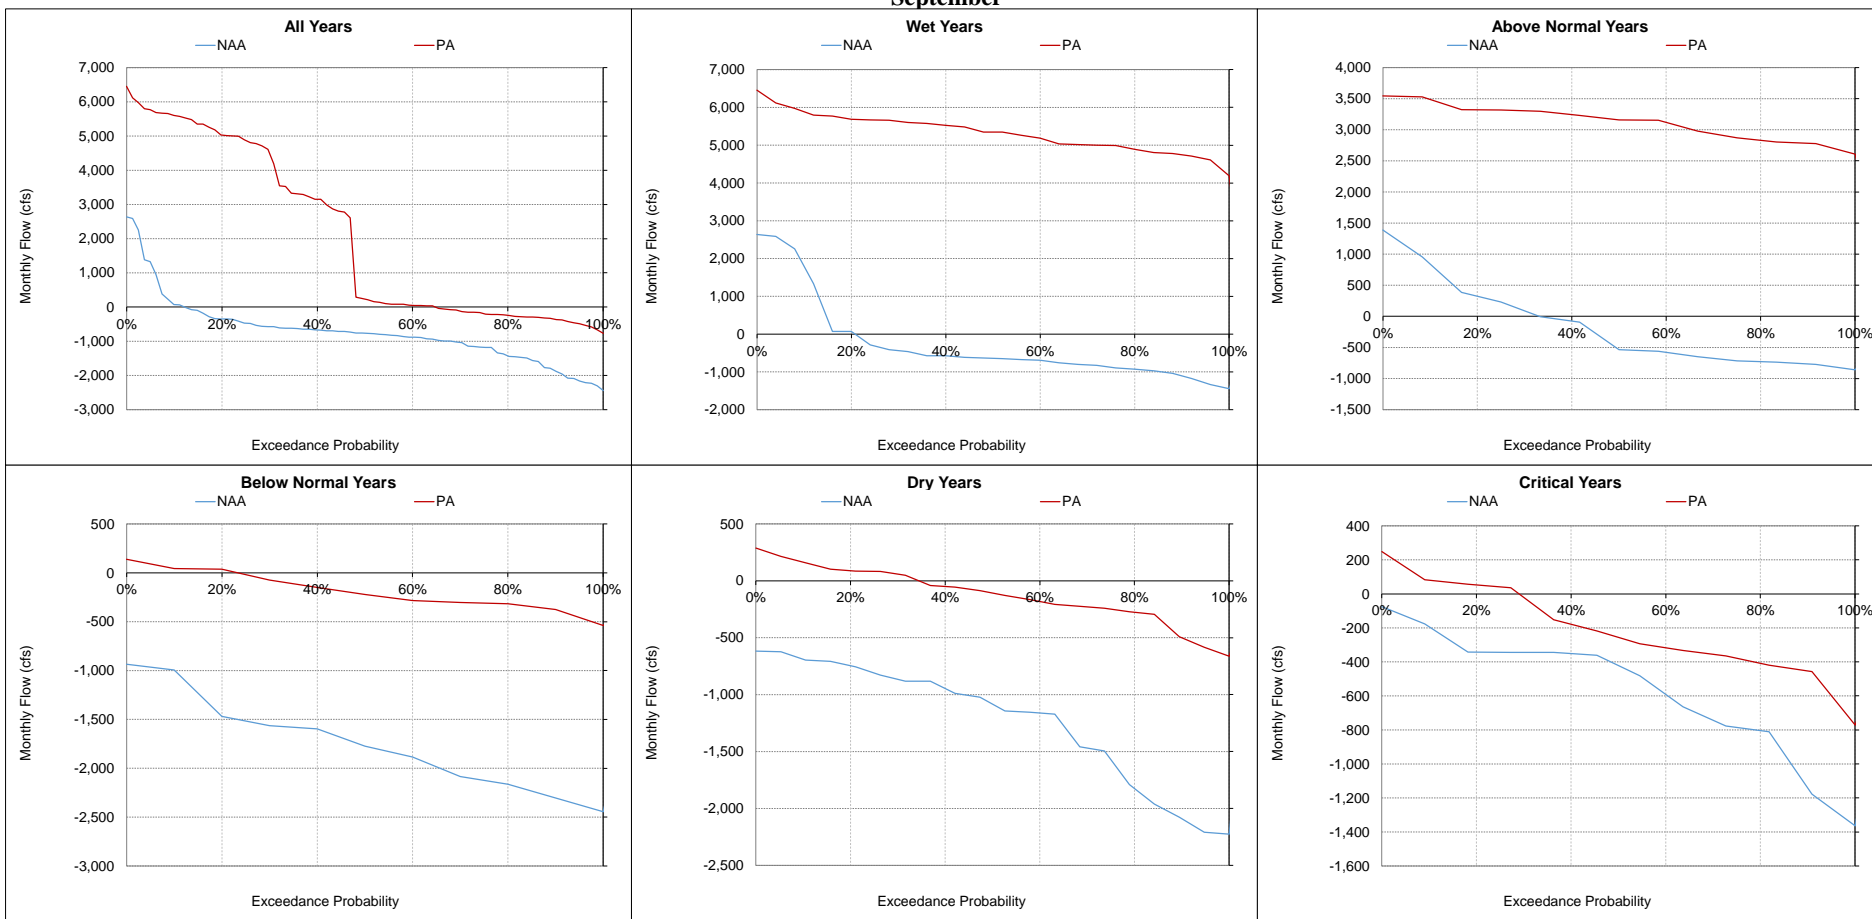 September
All Years
NAA PA
7,000
6,000
5,000
4,000
3,000
2,000
1,000
0
-1,000
-2,000
-3,000
0% 20% 40% 60% 80% 100%
Monthly Flow (cfs)
Exceedance Probability
Wet Years
NAA PA
7,000
6,000
5,000
4,000
3,000
2,000
1,000
0
-1,000
-2,000
0% 20% 40% 60% 80% 100%
Monthly Flow (cfs)
Exceedance Probability
Above Normal Years
NAA PA
4,000
3,500
3,000
2,500
2,000
1,500
1,000
500
0
-500
-1,000
-1,500
0% 20% 40% 60% 80% 100%
Monthly Flow (cfs)
Exceedance Probability
Below Normal Years
NAA PA
500
0
-500
-1,000
-1,500
-2,000
-2,500
-3,000
0% 20% 40% 60% 80% 100%
Monthly Flow (cfs)
Exceedance Probability
Dry Years
NAA PA
500
0
-500
-1,000
-1,500
-2,000
-2,500
0% 20% 40% 60% 80% 100%
Monthly Flow (cfs)
Exceedance Probability
Critical Years
NAA PA
400
200
0
-200
-400
-600
-800
-1,000
-1,200
-1,400
-1,600
0% 20% 40% 60% 80% 100%
Monthly Flow (cfs)
Exceedance Probability